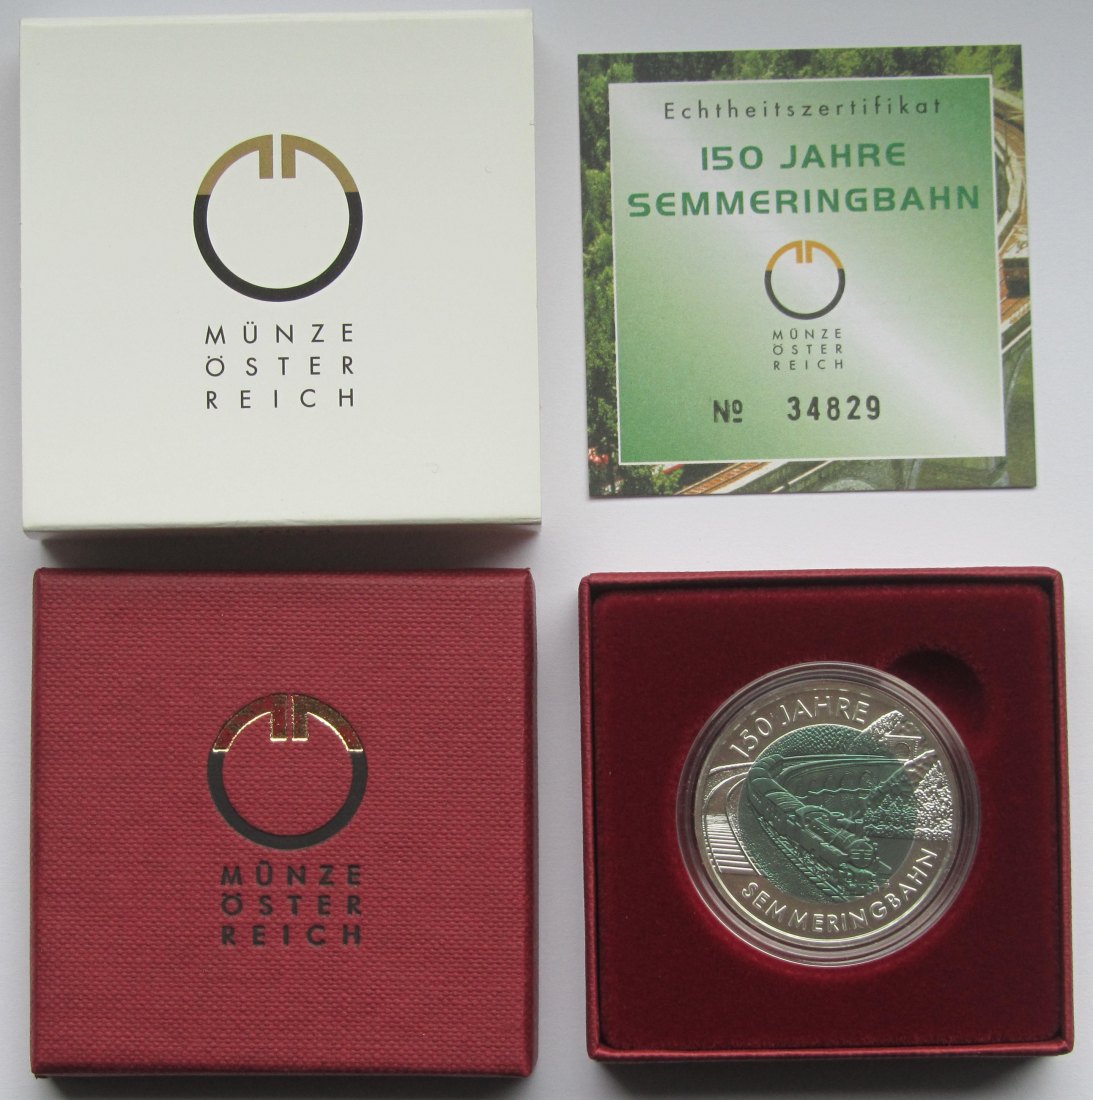 MÜNZE
ÖSTER
REICH
Echtheitszertifikat
150 JAHRE
SEMMERINGBAHN
MÜNZE
ÖSTER
REICH
Nº 34829
MÜNZE
ÖSTER
REICH
150 JAHRE
SEMMERINGBAHN